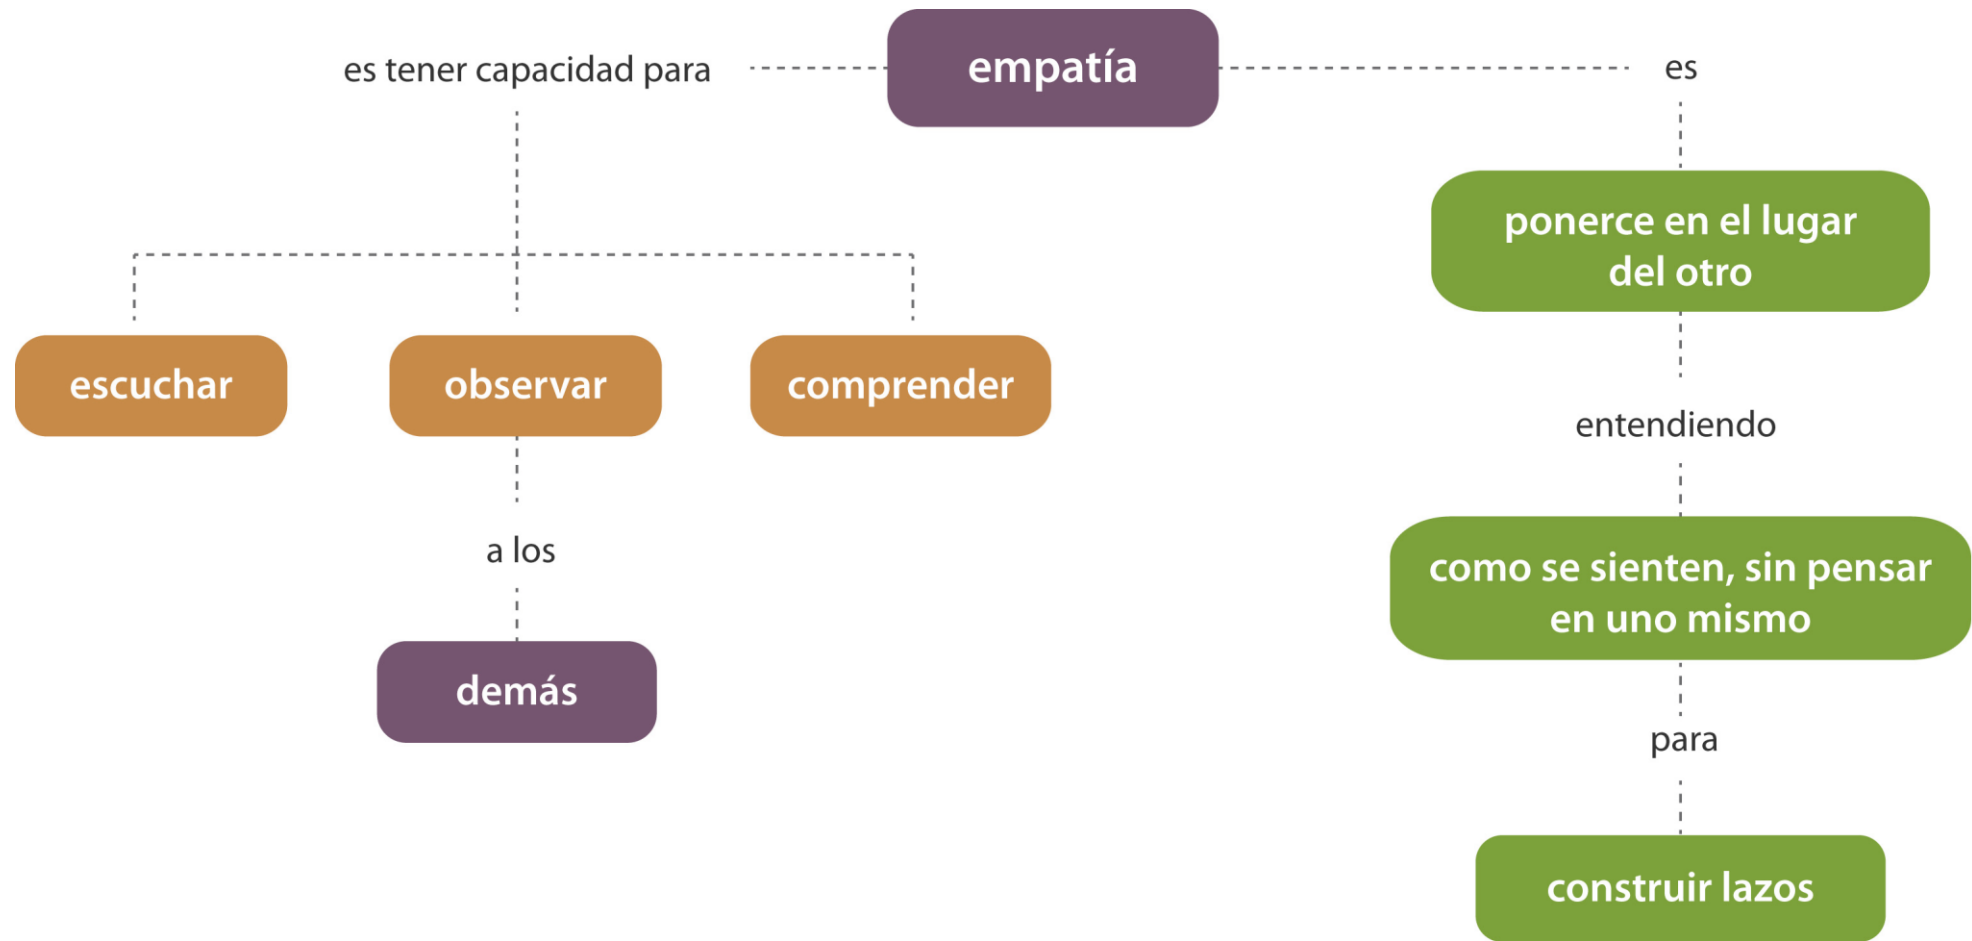 empatía
es tener capacidad para
escuchar
observar
comprender
a los
demás
es
ponerce en el lugar
del otro
entendiendo
como se sienten, sin pensar
en uno mismo
para
construir lazos